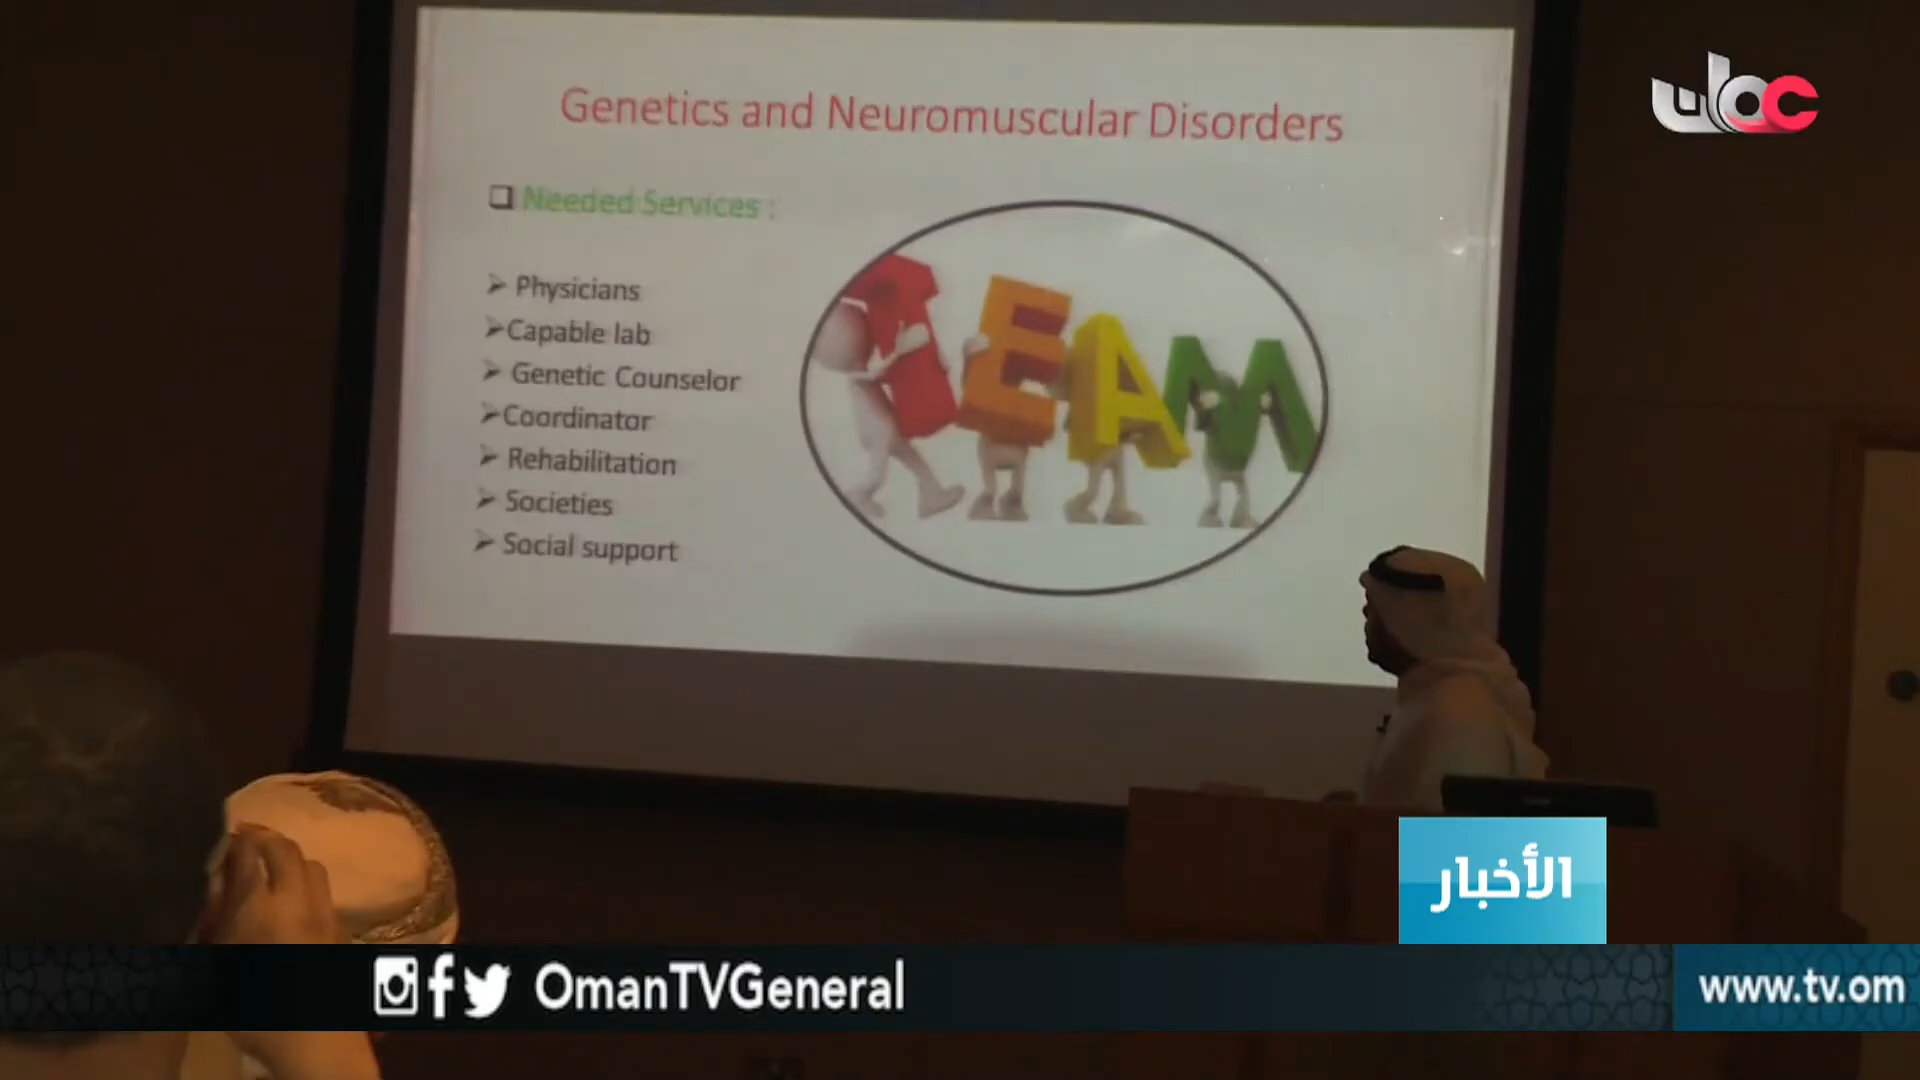 عمان
Genetics and Neuromuscular Disorders
Needed Services :
Physicians
Capable lab
Genetic Counselor
Coordinator
Rehabilitation
Societies
Social support
TEAM
الأخبار
OmanTVGeneral
www.tv.om